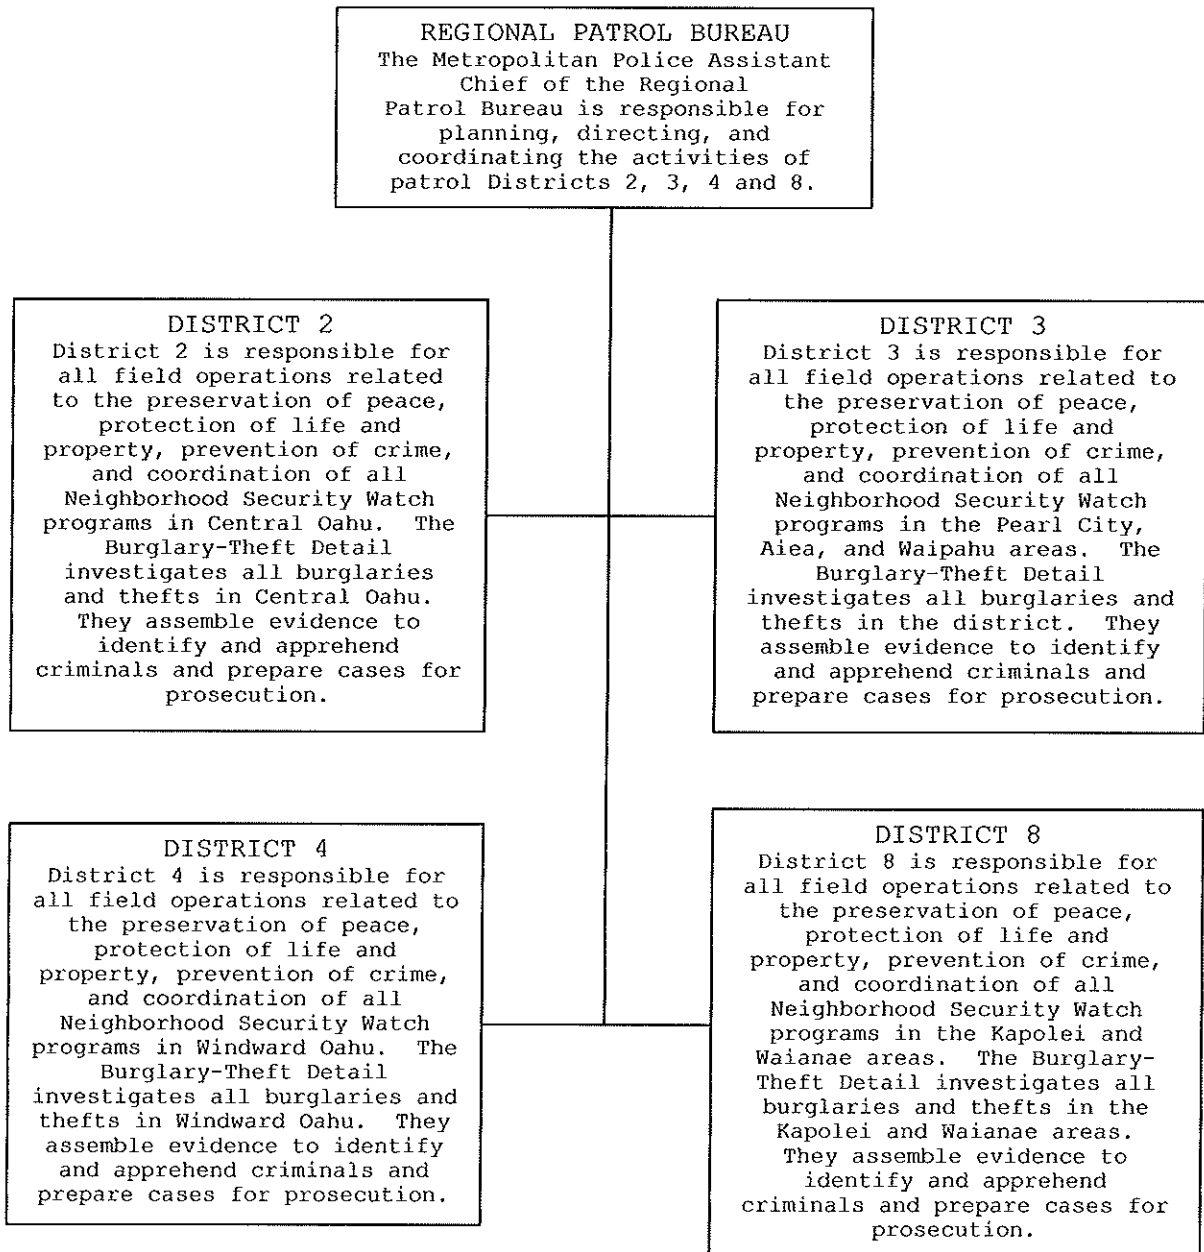 REGIONAL PATROL BUREAU
The Metropolitan Police Assistant
Chief of the Regional
Patrol Bureau is responsible for
planning, directing, and
coordinating the activities of
patrol Districts 2, 3, 4 and 8.
DISTRICT 2
District 2 is responsible for
all field operations related
to the preservation of peace,
protection of life and
property, prevention of crime,
and coordination of all
Neighborhood Security Watch
programs in Central Oahu.  The
Burglary-Theft Detail
investigates all burglaries
and thefts in Central Oahu.
They assemble evidence to
identify and apprehend
criminals and prepare cases for
prosecution.
DISTRICT 3
District 3 is responsible for
all field operations related to
the preservation of peace,
protection of life and
property, prevention of crime,
and coordination of all
Neighborhood Security Watch
programs in the Pearl City,
Aiea, and Waipahu areas.  The
Burglary-Theft Detail
investigates all burglaries and
thefts in the district.  They
assemble evidence to identify
and apprehend criminals and
prepare cases for prosecution.
DISTRICT 4
District 4 is responsible for
all field operations related to
the preservation of peace,
protection of life and
property, prevention of crime,
and coordination of all
Neighborhood Security Watch
programs in Windward Oahu.  The
Burglary-Theft Detail
investigates all burglaries and
thefts in Windward Oahu.  They
assemble evidence to identify
and apprehend criminals and
prepare cases for prosecution.
DISTRICT 8
District 8 is responsible for
all field operations related to
the preservation of peace,
protection of life and
property, prevention of crime,
and coordination of all
Neighborhood Security Watch
programs in the Kapolei and
Waianae areas.  The Burglary-
Theft Detail investigates all
burglaries and thefts in the
Kapolei and Waianae areas.
They assemble evidence to
identify and apprehend
criminals and prepare cases for
prosecution.